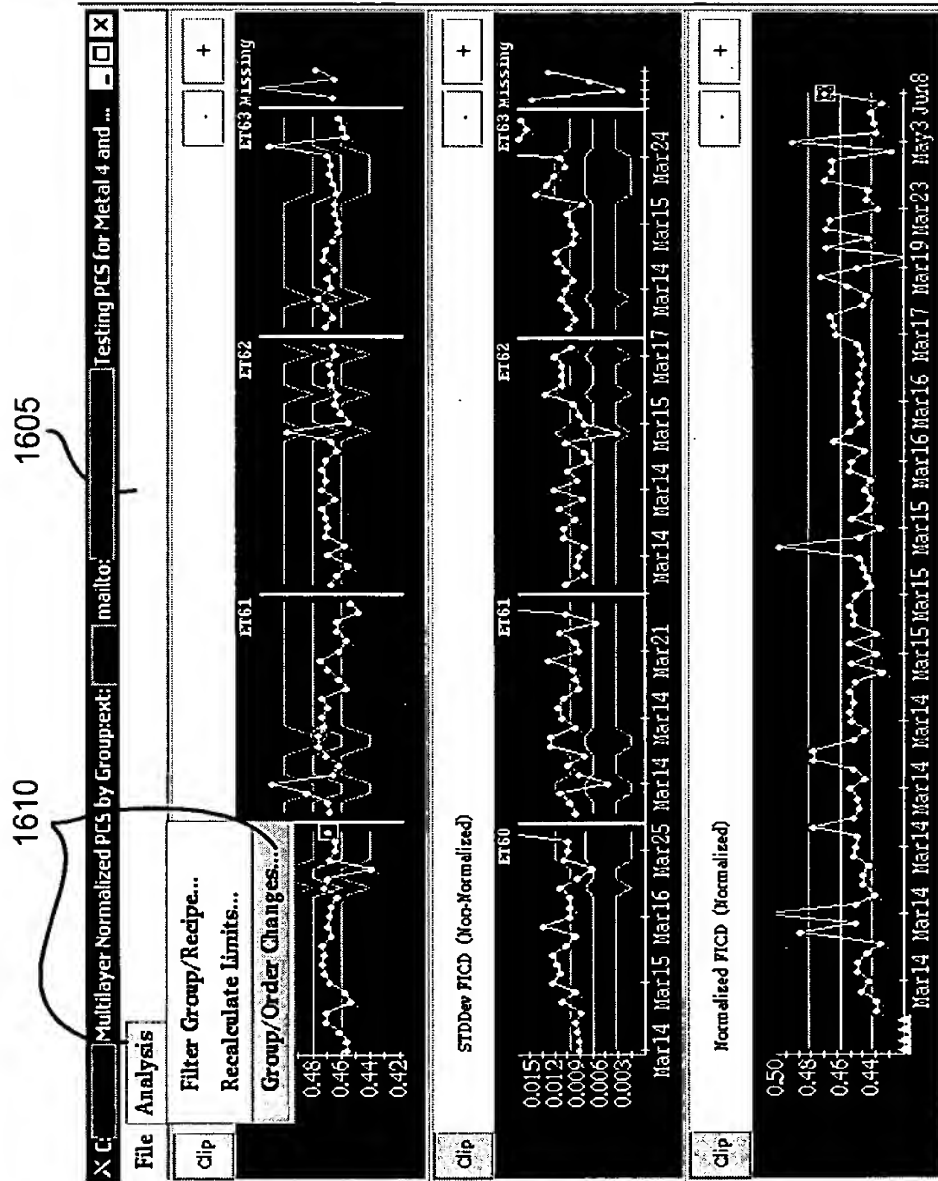 1605
1610
X C: Multilayer Normalized PCS by Group:ext: mailto: Testing PCS for Metal 4 and ... _ □ X
File Analysis
Filter Group/Recipe...
Recalculate Limits...
Group/Order Changes...
Clip
- +
ET61 ET62 ET63 Missing
0.48
0.46
0.44
0.42
Clip
STDDev FICD (Non-Normalized)
- +
ET60 ET61 ET62 ET63 Missing
0.015
0.012
0.009
0.006
0.003
Mar14 Mar15 Mar16 Mar25 Mar14 Mar14 Mar21 Mar14 Mar14 Mar15 Mar17 Mar14 Mar15 Mar24
Clip
Normalized FICD (Normalized)
- +
0.50
0.48
0.46
0.44
Mar14 Mar14 Mar14 Mar14 Mar14 Mar15 Mar15 Mar15 Mar16 Mar16 Mar17 Mar19 Mar23 May3 Jun8